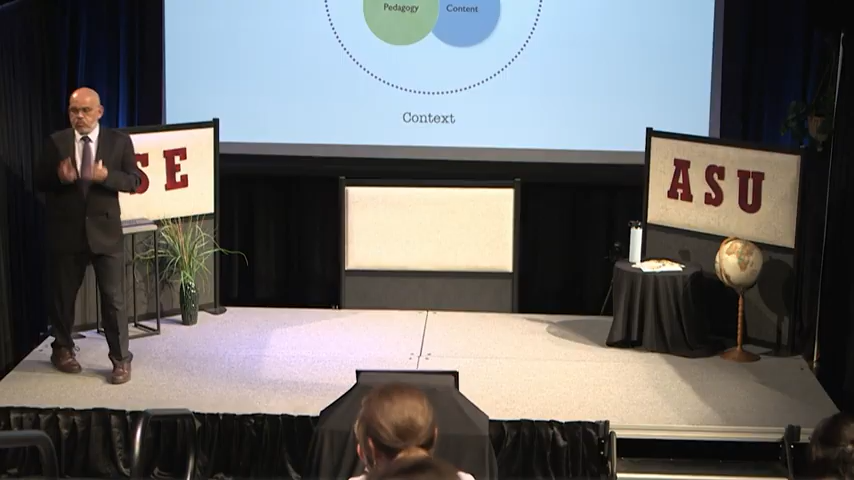 Pedagogy
Content
Context
SE
ASU